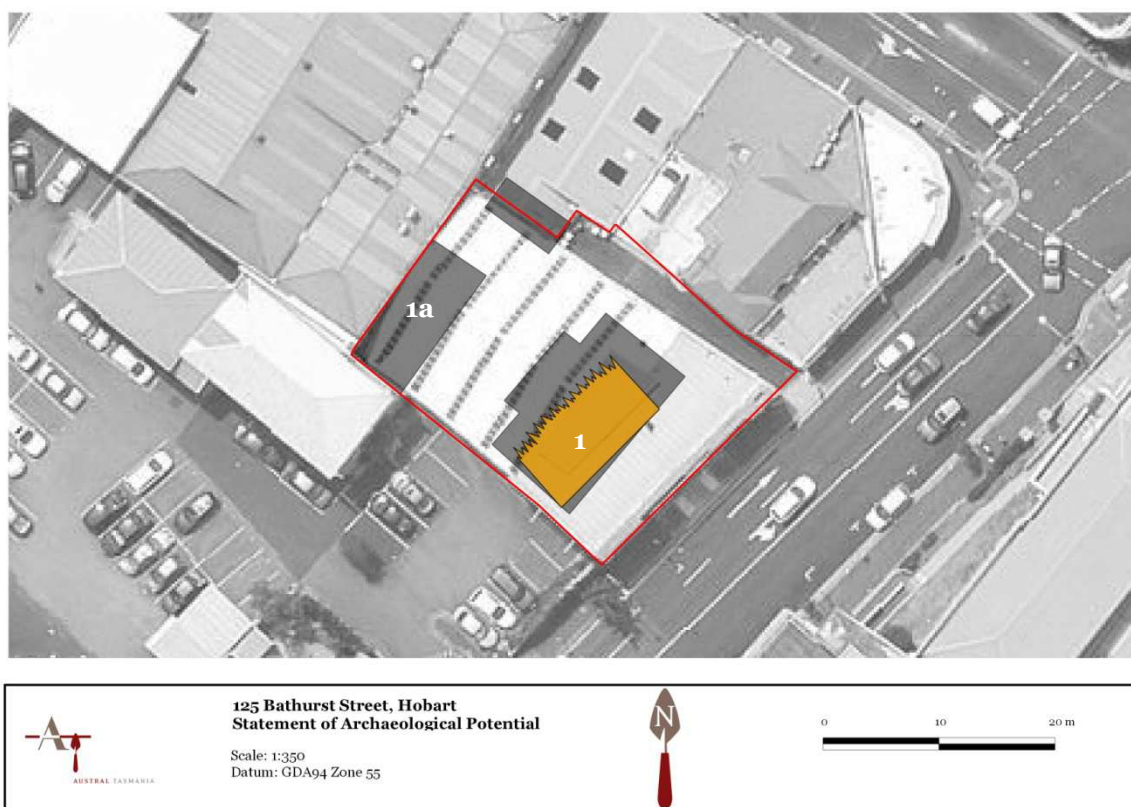 1a
1
125 Bathurst Street, Hobart
Statement of Archaeological Potential
Scale: 1:350
Datum: GDA94 Zone 55
A T
AUSTRAL TASMANIA
N
0 10 20 m